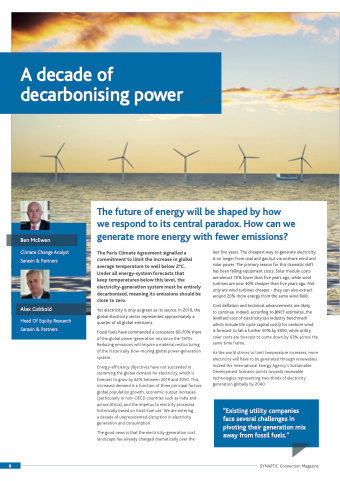 A decade of
decarbonising power
Ben McEwen
Climate Change Analyst
Sarasin & Partners
Alex Cobbold
Head Of Equity Research
Sarasin & Partners
The future of energy will be shaped by how
we respond to its central paradox. How can we
generate more energy with fewer emissions?
The Paris Climate Agreement signalled a
commitment to limit the increase in global
average temperature to well below 2°C.
Under all energy-system forecasts that
keep temperatures below this level, the
electricity-generation system must be entirely
decarbonised, meaning its emissions should be
close to zero.
Yet electricity is only as green as its source. In 2019, the
global electricity sector represented approximately a
quarter of all global emissions.
Fossil fuels have commanded a consistent 60-70% share
of the global power-generation mix since the 1970s.
Reducing emissions will require a material restructuring
of the historically slow-moving global power-generation
system.
Energy-efficiency objectives have not succeeded in
stemming the global demand for electricity, which is
forecast to grow by 62% between 2019 and 2050. This
increased demand is a function of three principal factors:
global population growth, economic output increases
(particularly in non-OECD countries such as India and
across Africa), and the impetus to electrify processes
historically based on fossil-fuel use. We are entering
a decade of unprecedented disruption in electricity
generation and consumption.
The good news is that the electricity-generation cost
landscape has already changed dramatically over the
last five years. The cheapest way to generate electricity
is no longer from coal and gas but via onshore wind and
solar power. The primary reason for this dramatic shift
has been falling equipment costs. Solar module costs
are almost 70% lower than five years ago, while wind
turbines are now 40% cheaper than five years ago. Not
only are wind turbines cheaper – they can also extract
around 20% more energy from the same wind field.
Cost deflation and technical advancements are likely
to continue. Indeed, according to BNEF estimates, the
levelised cost of electricity (an industry benchmark
which includes life cycle capital costs) for onshore wind
is forecast to fall a further 50% by 2050, while utility
solar costs are forecast to come down by 63% across the
same time frame.
As the world strives to limit temperature increases, more
electricity will have to be generated through renewables.
Indeed the International Energy Agency's Sustainable
Development Scenario points towards renewable
technologies representing two-thirds of electricity
generation globally by 2040.
"Existing utility companies
face several challenges in
pivoting their generation mix
away from fossil fuels."
8
SYNAPTIC Connection Magazine